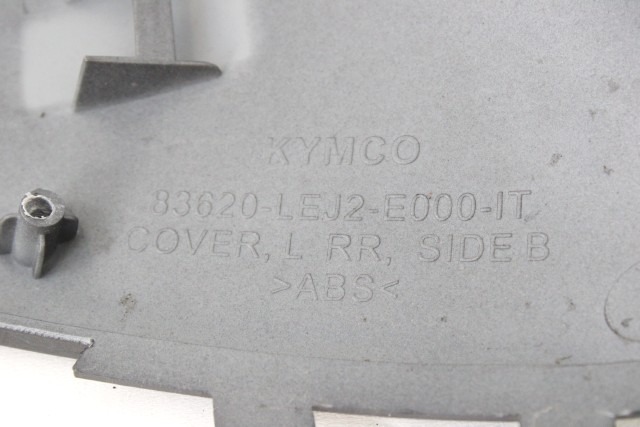 KYMCO
83620-LEJ2-E000-IT
COVER, L RR, SIDE B
>ABS<